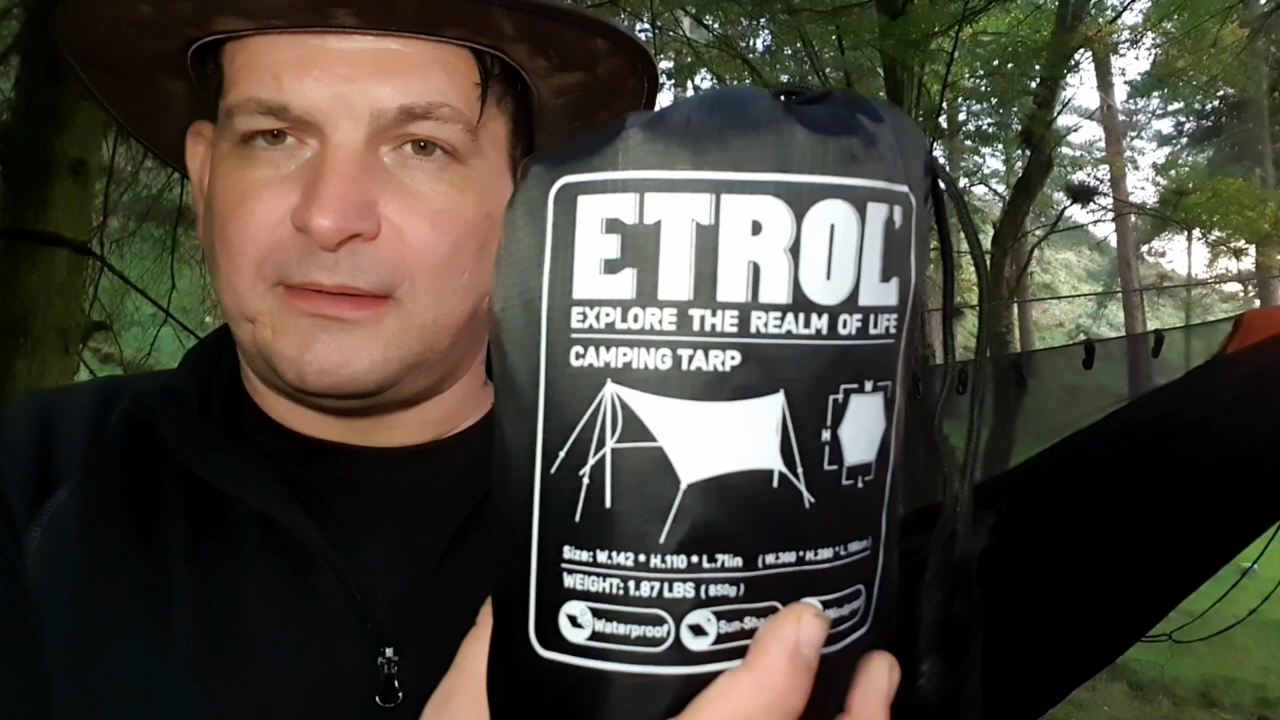 ETROL'
EXPLORE THE REALM OF LIFE
CAMPING TARP
W
H
L
Size: W.142 * H.110 * L.71in (W.360 * H.280 * L.180cm)
WEIGHT: 1.87 LBS (850g)
Waterproof